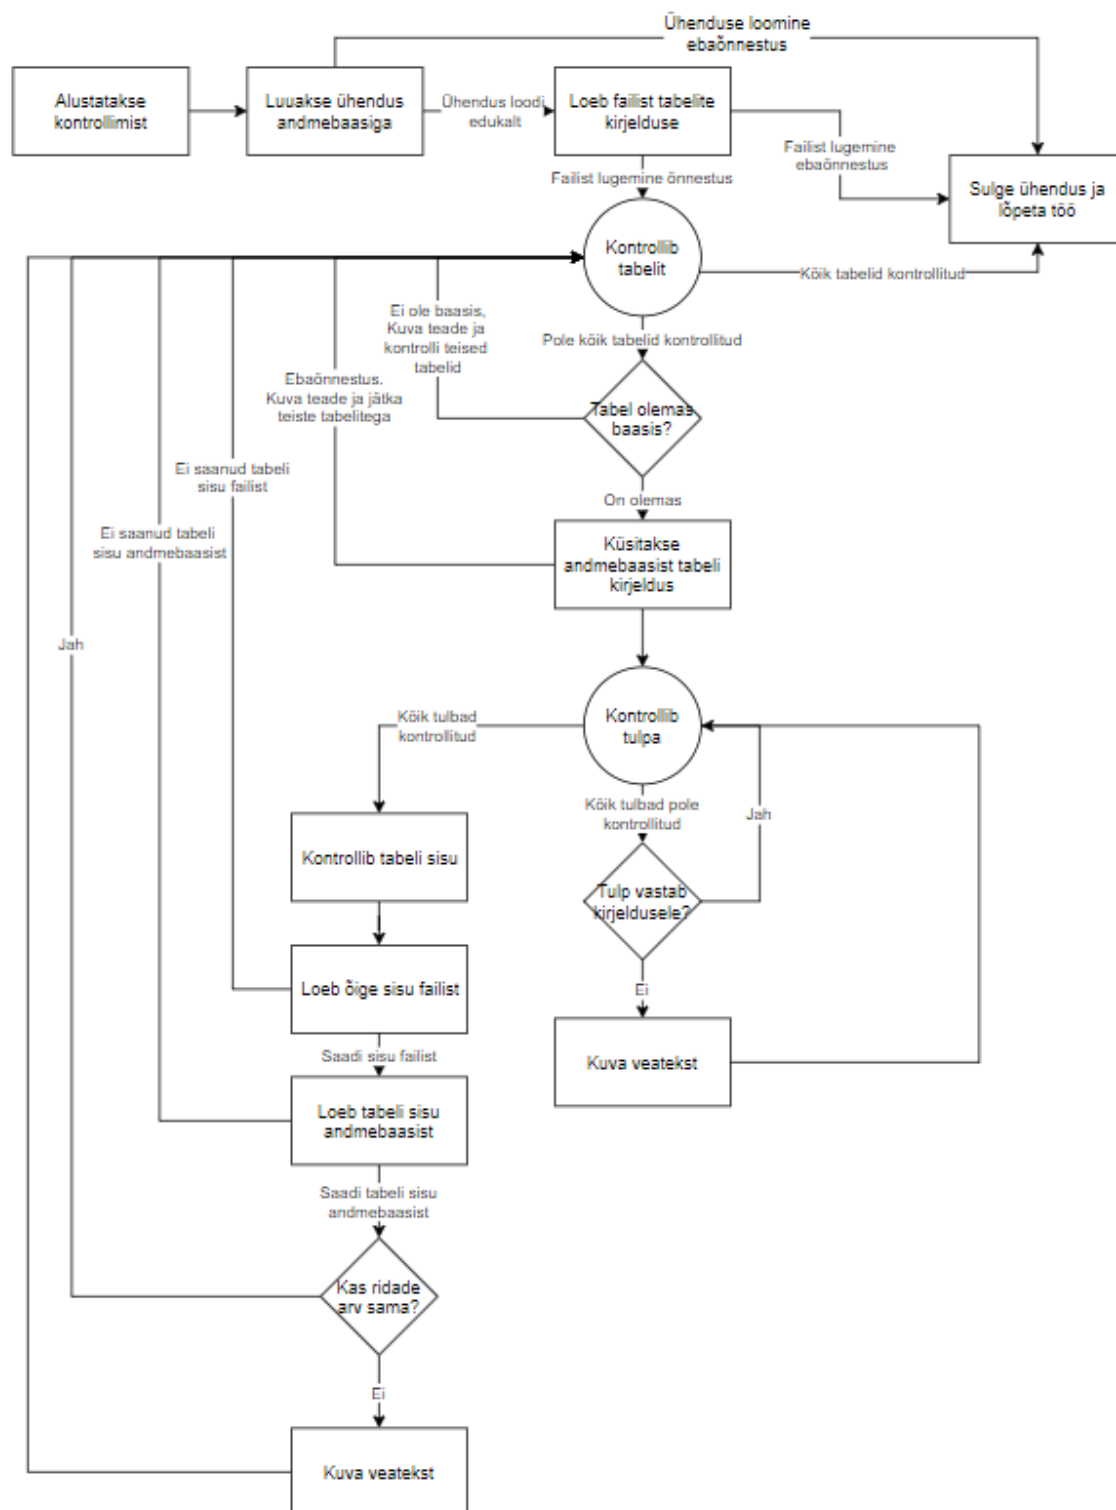 Ühenduse loomine
ebaõnnestus
Alustatakse
kontrollimist
Luuakse ühendus
andmebaasiga
Ühendus loodi
edukalt
Loeb failist tabelite
kirjelduse
Failist lugemine
ebaõnnestus
Failist lugemine õnnestus
Sulge ühendus ja
lõpeta töö
Kontrollib
tabelit
Kõik tabelid kontrollitud
Ei ole baasis,
Kuva teade ja
kontrolli teised
tabelid
Pole kõik tabelid kontrollitud
Ebaõnnestus.
Kuva teade ja jätka
teiste tabelitega
Tabel olemas
baasis?
Ei saanud tabeli
sisu failist
On olemas
Ei saanud tabeli
sisu andmebaasist
Küsitakse
andmebaasist tabeli
kirjeldus
Jah
Kõik tulbad
kontrollitud
Kontrollib
tulpa
Kõik tulbad pole
kontrollitud
Jah
Kontrollib tabeli sisu
Tulp vastab
kirjeldusele?
Loeb õige sisu failist
Ei
Saadi sisu failist
Kuva veatekst
Loeb tabeli sisu
andmebaasist
Saadi tabeli sisu
andmebaasist
Kas ridade
arv sama?
Ei
Kuva veatekst